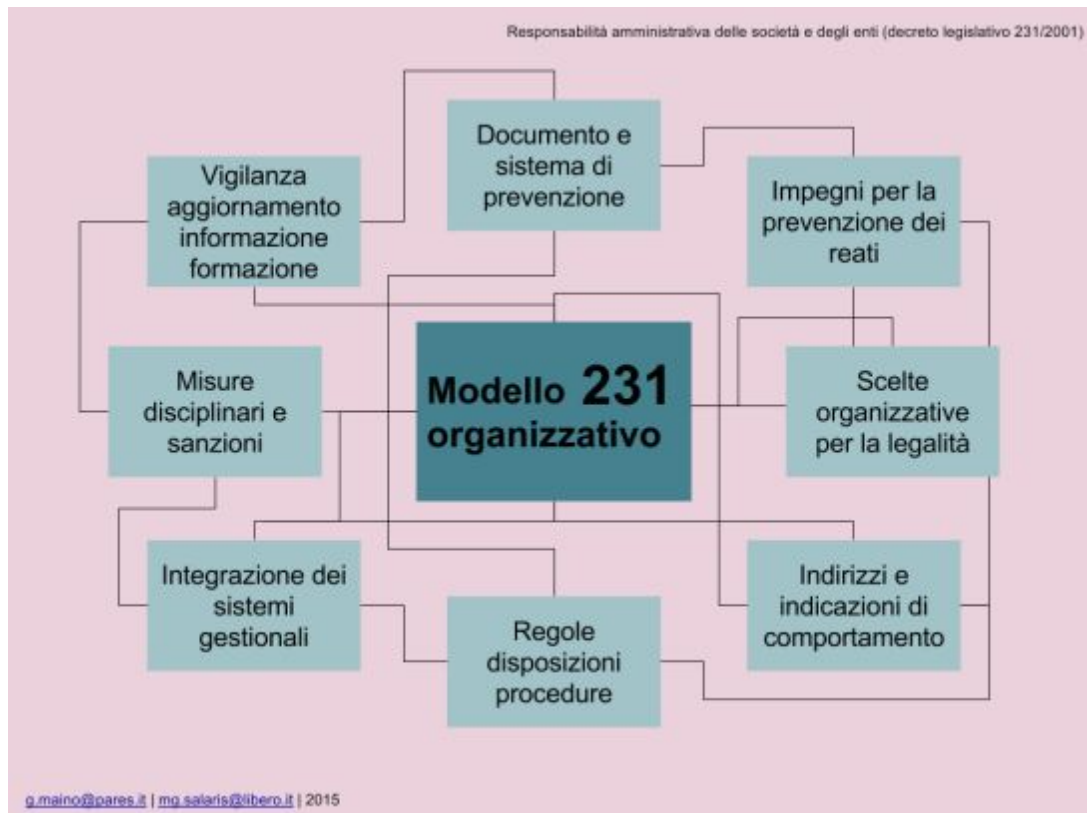 Responsabilità amministrativa delle società e degli enti (decreto legislativo 231/2001)
Documento e
sistema di
prevenzione
Vigilanza
aggiornamento
informazione
formazione
Impegni per la
prevenzione dei
reati
Modello 231
organizzativo
Misure
disciplinari e
sanzioni
Scelte
organizzative
per la legalità
Integrazione dei
sistemi
gestionali
Regole
disposizioni
procedure
Indirizzi e
indicazioni di
comportamento
g.maino@pares.it | mg.salaris@libero.it | 2015